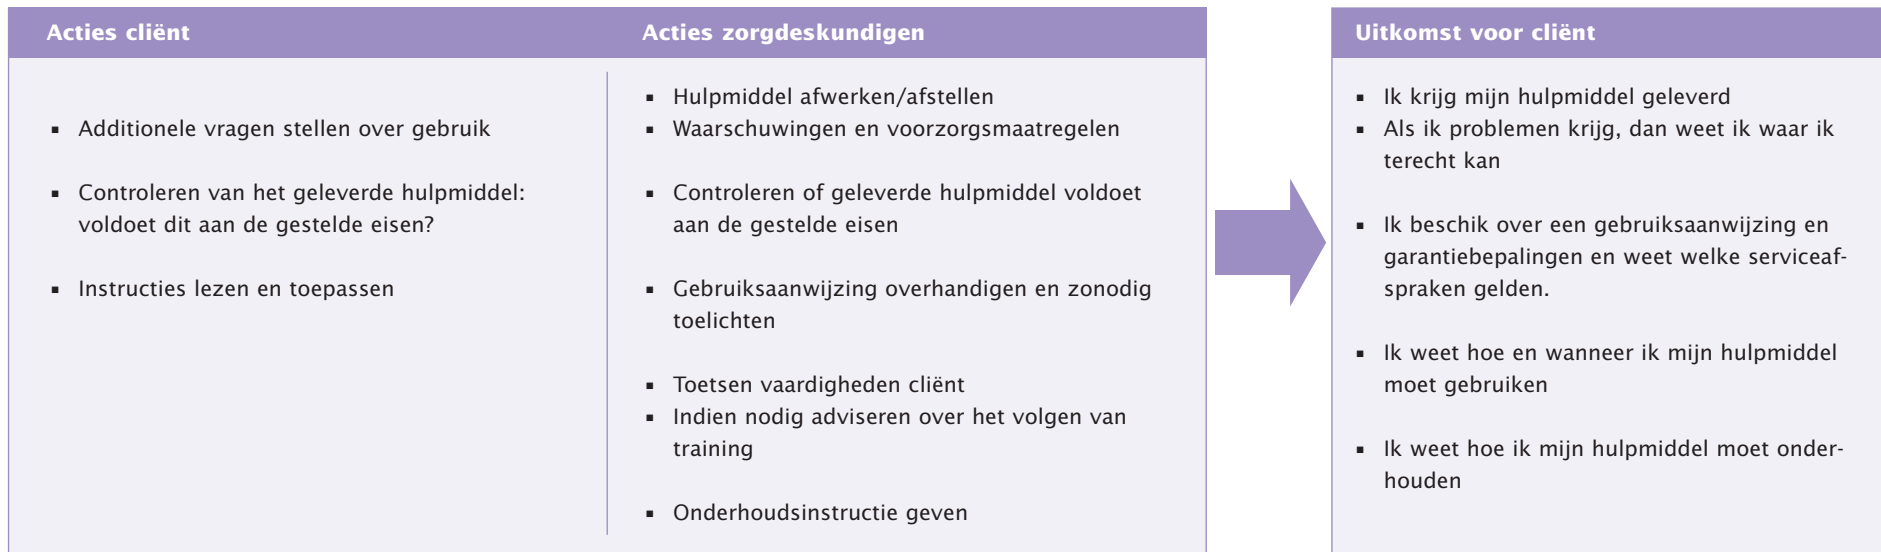 Acties cliënt
▪ Additionele vragen stellen over gebruik
▪ Controleren van het geleverde hulpmiddel:
voldoet dit aan de gestelde eisen?
▪ Instructies lezen en toepassen
Acties zorgdeskundigen
▪ Hulpmiddel afwerken/afstellen
▪ Waarschuwingen en voorzorgsmaatregelen
▪ Controleren of geleverde hulpmiddel voldoet
aan de gestelde eisen
▪ Gebruiksaanwijzing overhandigen en zonodig
toelichten
▪ Toetsen vaardigheden cliënt
▪ Indien nodig adviseren over het volgen van
training
▪ Onderhoudsinstructie geven
Uitkomst voor cliënt
▪ Ik krijg mijn hulpmiddel geleverd
▪ Als ik problemen krijg, dan weet ik waar ik
terecht kan
▪ Ik beschik over een gebruiksaanwijzing en
garantiebepalingen en weet welke serviceaf-
spraken gelden.
▪ Ik weet hoe en wanneer ik mijn hulpmiddel
moet gebruiken
▪ Ik weet hoe ik mijn hulpmiddel moet onder-
houden